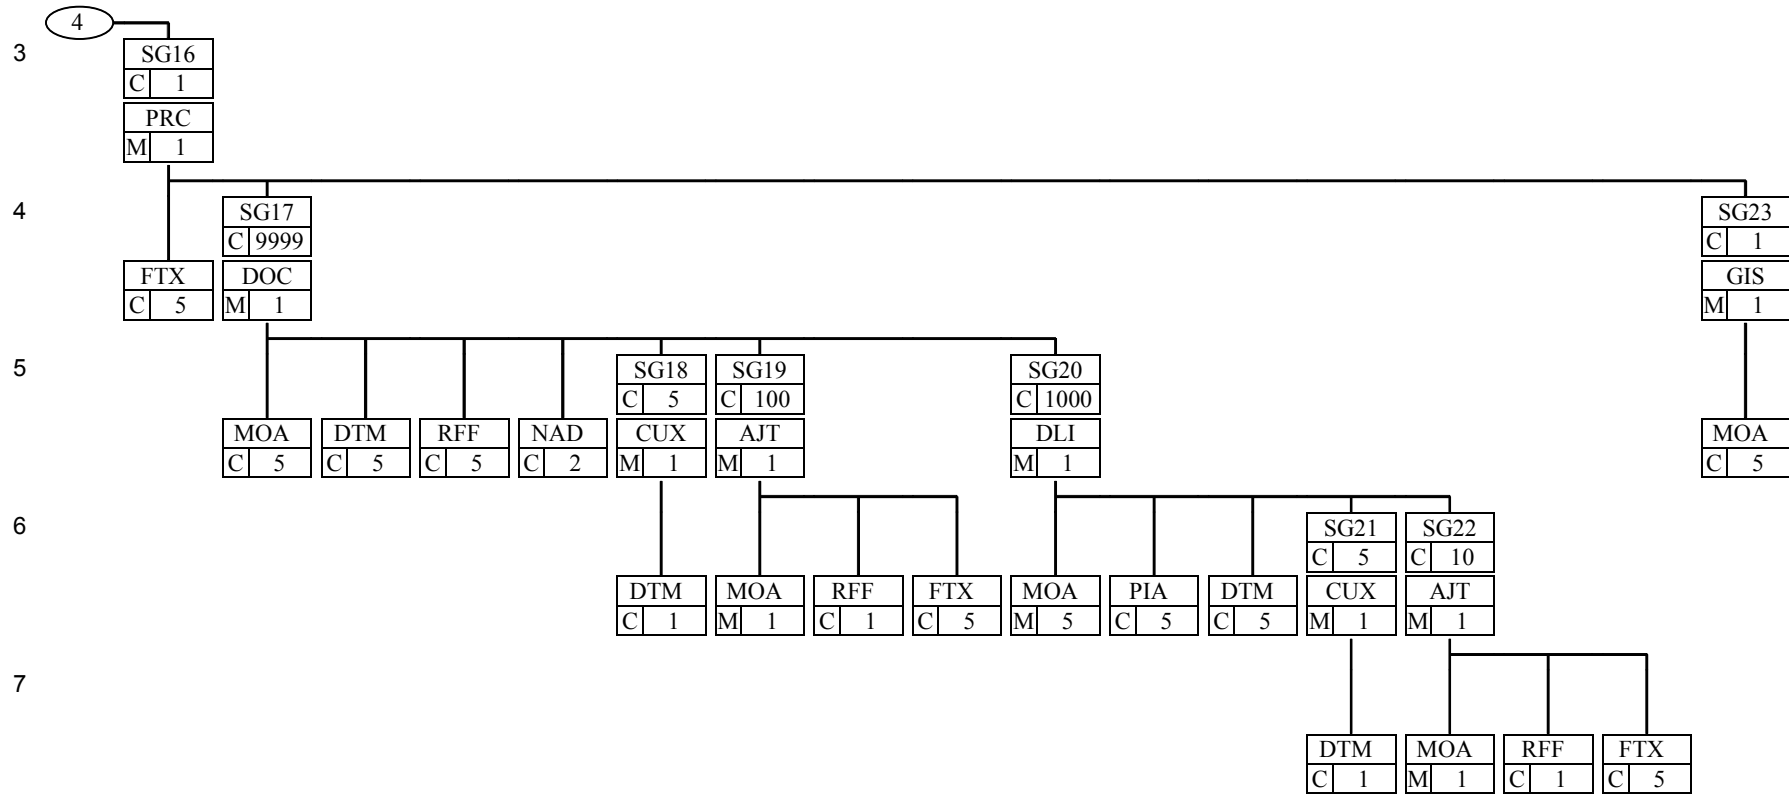 4
3
SG16
C 1
PRC
M 1
4
SG17 SG23
C 9999 C 1
FTX DOC GIS
C 5 M 1 M 1
5
SG18 SG19 SG20
C 5 C 100 C 1000
MOA DTM RFF NAD CUX AJT DLI MOA
C 5 C 5 C 5 C 2 M 1 M 1 M 1 C 5
6
SG21 SG22
C 5 C 10
DTM MOA RFF FTX MOA PIA DTM CUX AJT
C 1 M 1 C 1 C 5 M 5 C 5 C 5 M 1 M 1
7
DTM MOA RFF FTX
C 1 M 1 C 1 C 5